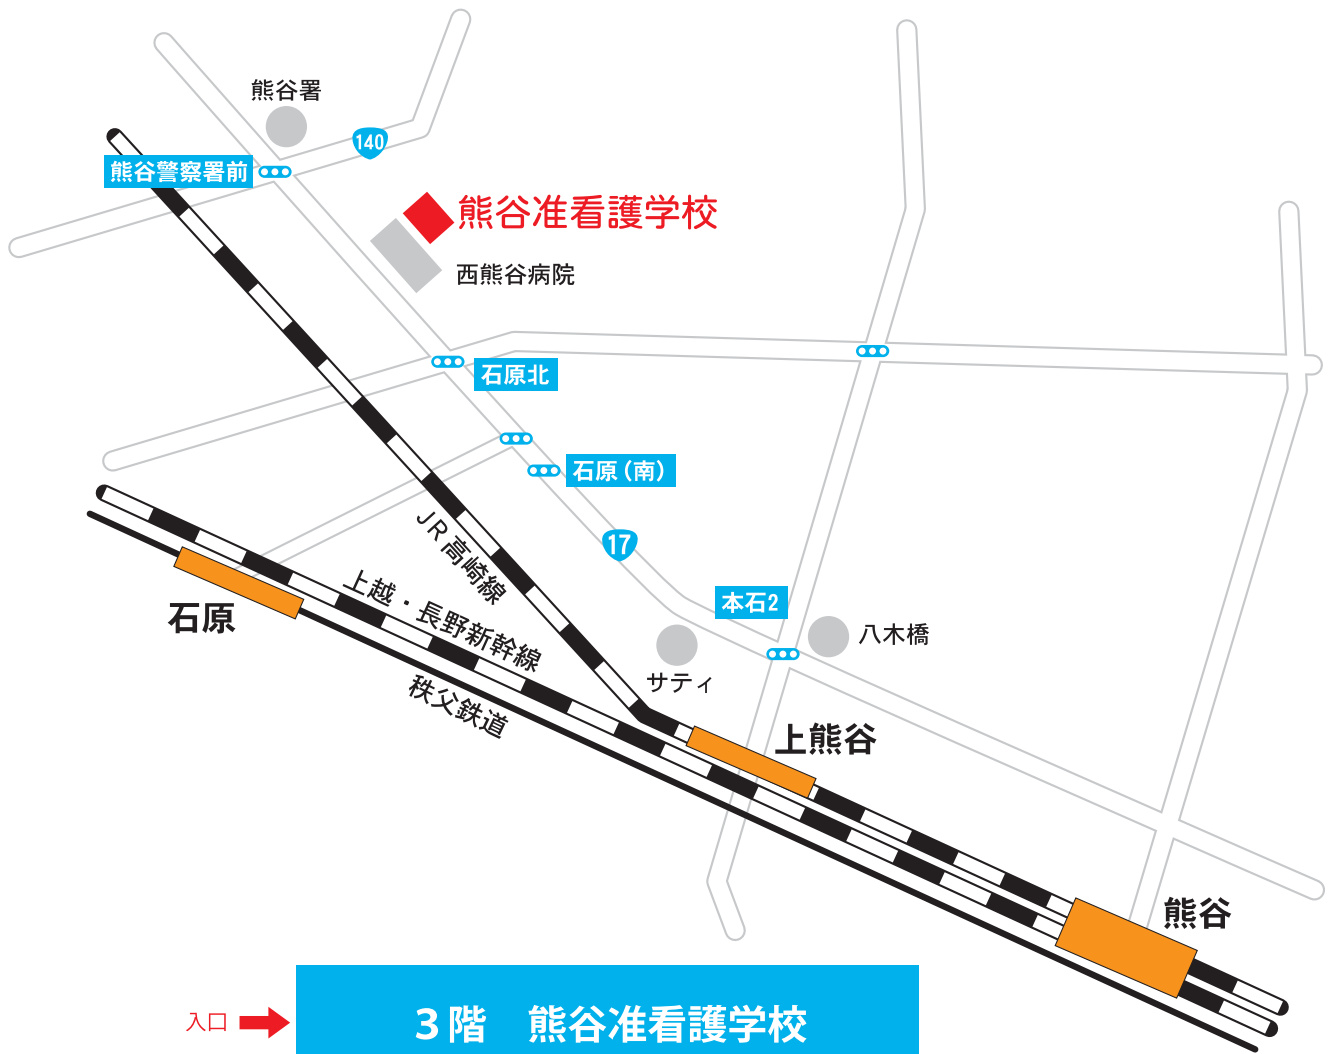 熊谷署
140
熊谷警察署前
熊谷准看護学校
西熊谷病院
石原北
石原(南)
JR高崎線
17
上越・長野新幹線
本石2
石原
八木橋
サティ
秩父鉄道
上熊谷
熊谷
入口
3階 熊谷准看護学校